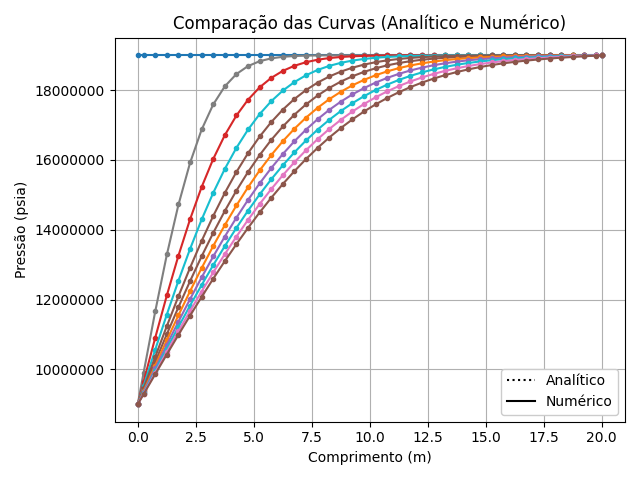 Comparação das Curvas (Analítico e Numérico)
18000000
16000000
14000000
12000000
10000000
Pressão (psia)
0.0 2.5 5.0 7.5 10.0 12.5 15.0 17.5 20.0
Comprimento (m)
Analítico
Numérico